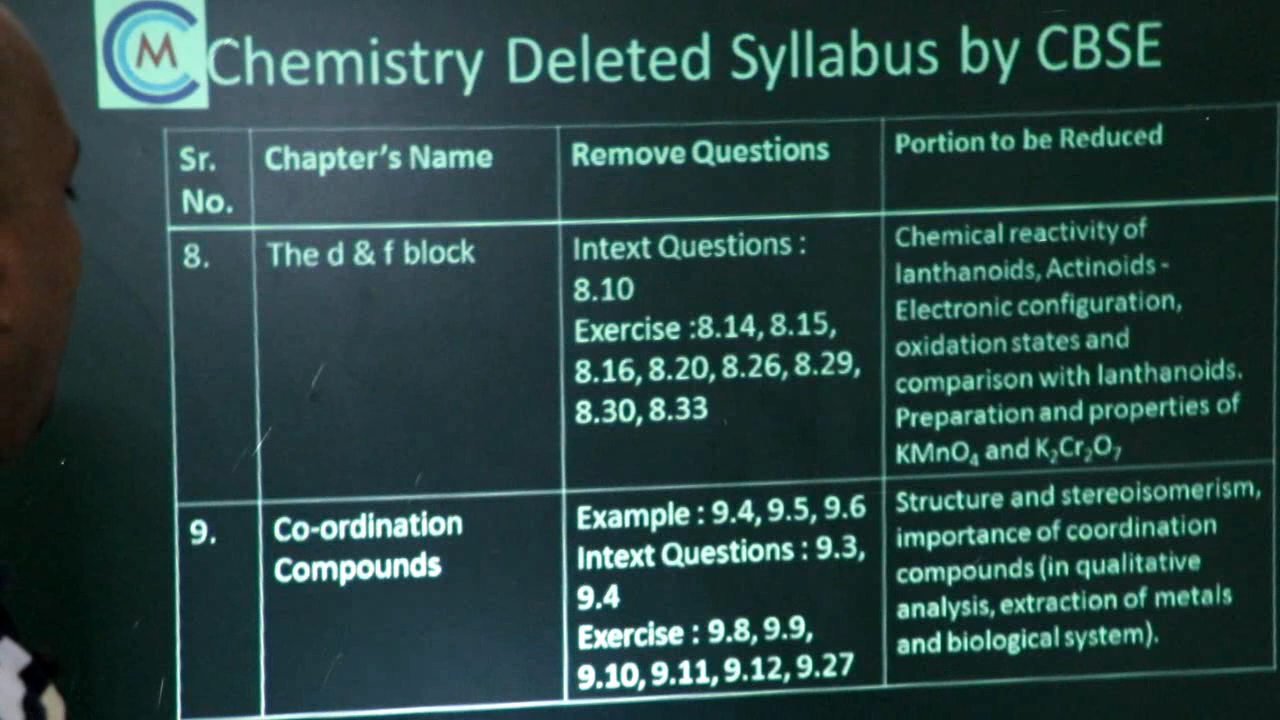 CMC
Chemistry Deleted Syllabus by CBSE
Sr.
No.
Chapter's Name
Remove Questions
Portion to be Reduced
8.
The d & f block
Intext Questions :
8.10
Exercise :8.14, 8.15,
8.16, 8.20, 8.26, 8.29,
8.30, 8.33
Chemical reactivity of
lanthanoids, Actinoids -
Electronic configuration,
oxidation states and
comparison with lanthanoids.
Preparation and properties of
KMnO₄ and K₂Cr₂O₇
9.
Co-ordination
Compounds
Example : 9.4, 9.5, 9.6
Intext Questions : 9.3,
9.4
Exercise : 9.8, 9.9,
9.10, 9.11, 9.12, 9.27
Structure and stereoisomerism,
importance of coordination
compounds (in qualitative
analysis, extraction of metals
and biological system).